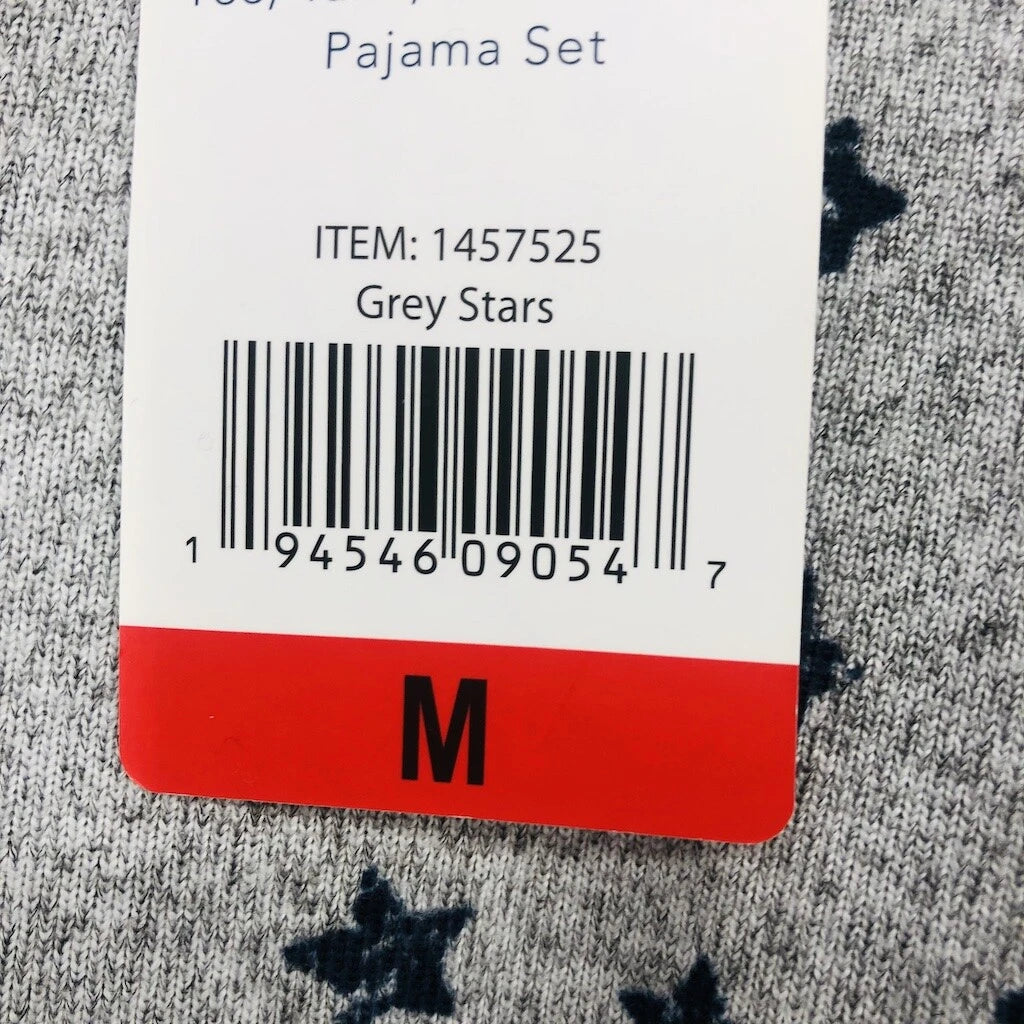 Pajama Set
ITEM: 1457525
Grey Stars
1 94546 09054 7
M